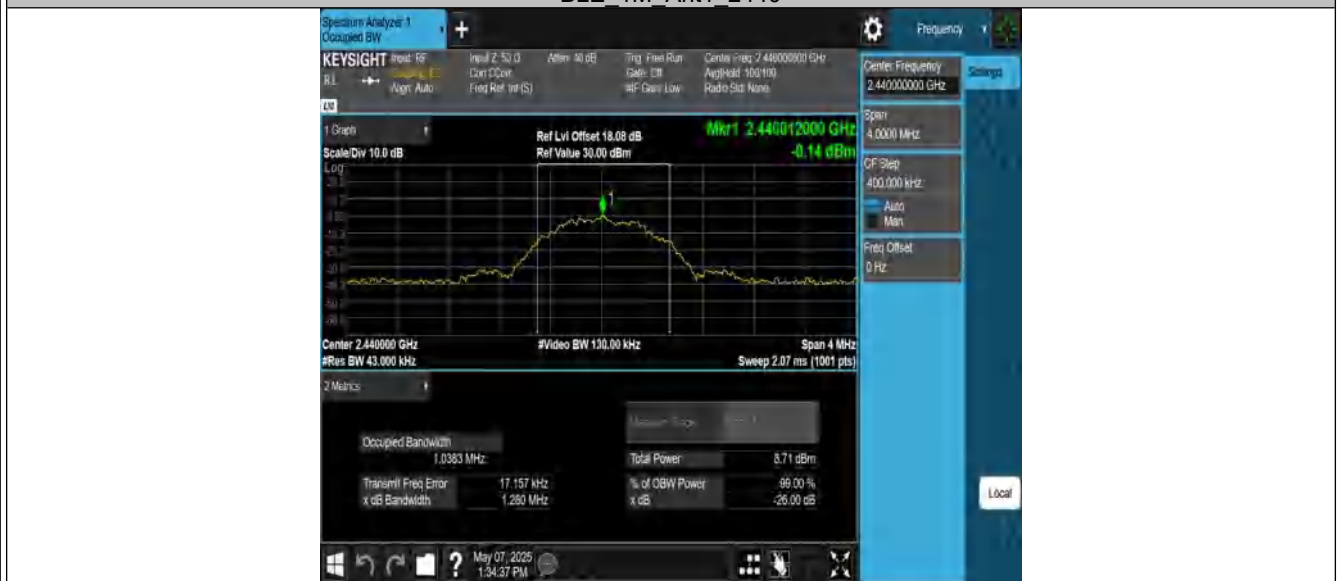 Spectrum Analyzer 1
Occupied BW
+
Frequency
KEYSIGHT Input: RF
R L
Align: Auto
Input Z: 50 Ω
Corr CCorr
Freq Ref: Int (S)
Atten: 40 dB
Trig: Free Run
Gate: Off
#IF Gain: Low
Center Freq: 2.440000000 GHz
Avg|Hold: 100/100
Radio Std: None
Center Frequency
2.440000000 GHz
Settings
Span
4.0000 MHz
CF Step
400.000 kHz
Auto
Man
Freq Offset
0 Hz
1 Graph
Scale/Div 10.0 dB
Log
Ref Lvl Offset 18.08 dB
Ref Value 30.00 dBm
Mkr1 2.440012000 GHz
-0.14 dBm
1
Center 2.440000 GHz
#Res BW 43.000 kHz
#Video BW 130.00 kHz
Span 4 MHz
Sweep 2.07 ms (1001 pts)
2 Metrics
Occupied Bandwidth
1.0383 MHz
Total Power 8.71 dBm
Transmit Freq Error 17.157 kHz
% of OBW Power 99.00 %
x dB Bandwidth 1.280 MHz
x dB -26.00 dB
Local
?
May 07, 2025
1:34:37 PM